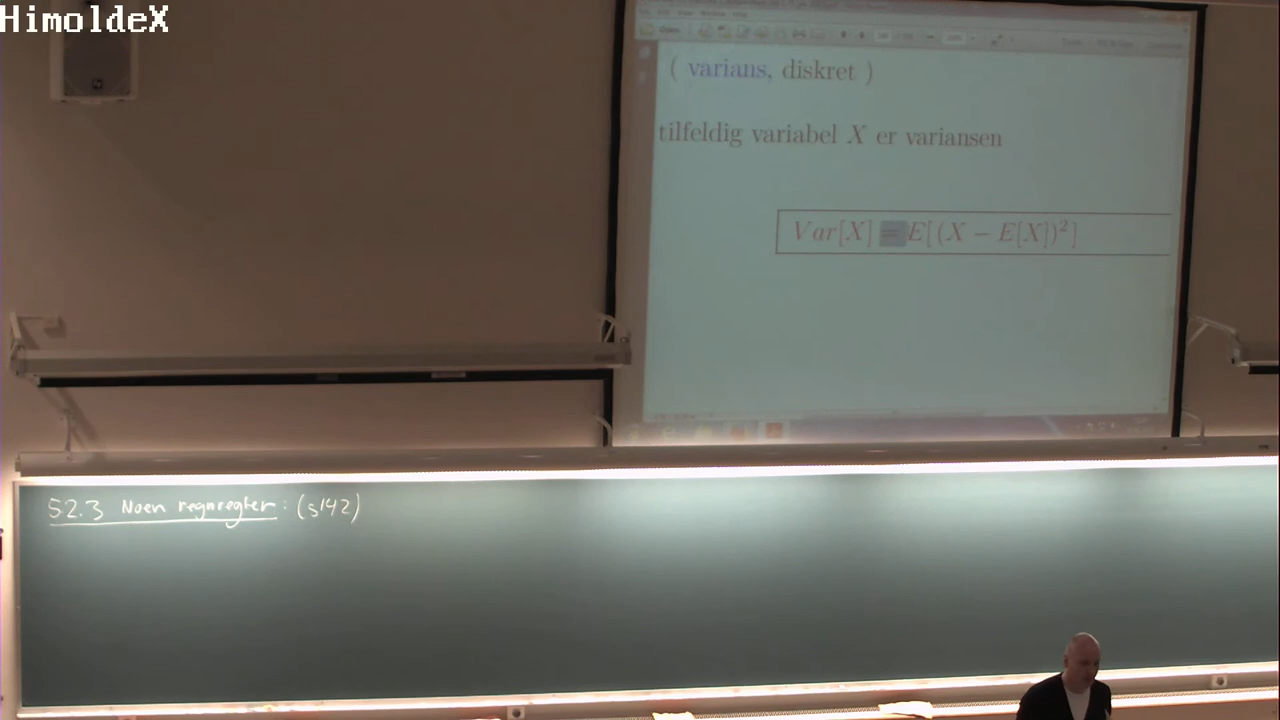 HimoldeX
( varians, diskret )
tilfeldig variabel X er variansen
Var[X] = E[(X − E[X])²]
5.2.3 Noen regneregler : (s142)